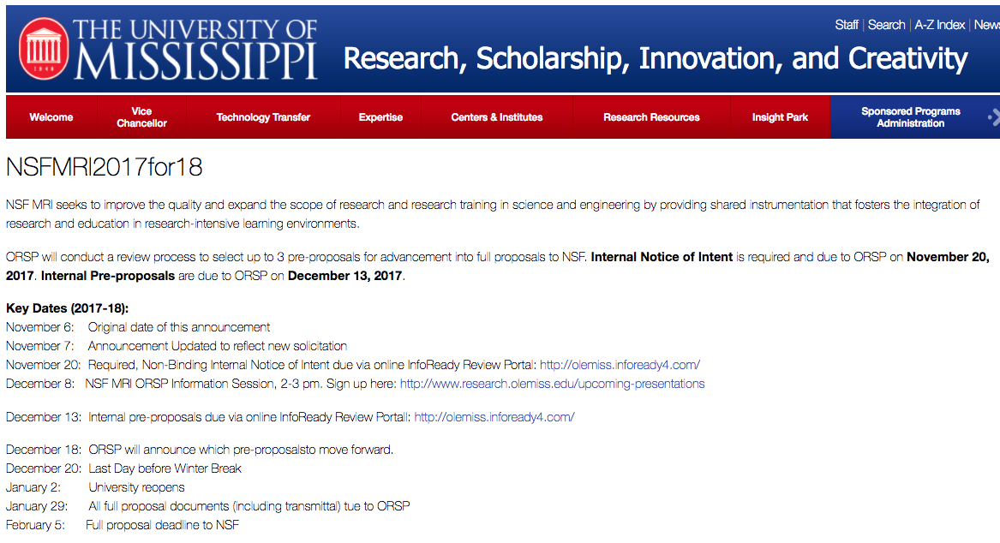 THE UNIVERSITY OF
MISSISSIPPI
1848
Staff | Search | A-Z Index | News
Research, Scholarship, Innovation, and Creativity
Welcome
Vice
Chancellor
Technology Transfer
Expertise
Centers & Institutes
Research Resources
Insight Park
Sponsored Programs
Administration
NSFMRI2017for18
NSF MRI seeks to improve the quality and expand the scope of research and research training in science and engineering by providing shared instrumentation that fosters the integration of
research and education in research-intensive learning environments.
ORSP will conduct a review process to select up to 3 pre-proposals for advancement into full proposals to NSF. Internal Notice of Intent is required and due to ORSP on November 20,
2017. Internal Pre-proposals are due to ORSP on December 13, 2017.
Key Dates (2017-18):
November 6: Original date of this announcement
November 7: Announcement Updated to reflect new solicitation
November 20: Required, Non-Binding Internal Notice of Intent due via online InfoReady Review Portal: http://olemiss.infoready4.com/
December 8: NSF MRI ORSP Information Session, 2-3 pm. Sign up here: http://www.research.olemiss.edu/upcoming-presentations
December 13: Internal pre-proposals due via online InfoReady Review Portall: http://olemiss.infoready4.com/
December 18: ORSP will announce which pre-proposalsto move forward.
December 20: Last Day before Winter Break
January 2: University reopens
January 29: All full proposal documents (including transmittal) tue to ORSP
February 5: Full proposal deadline to NSF